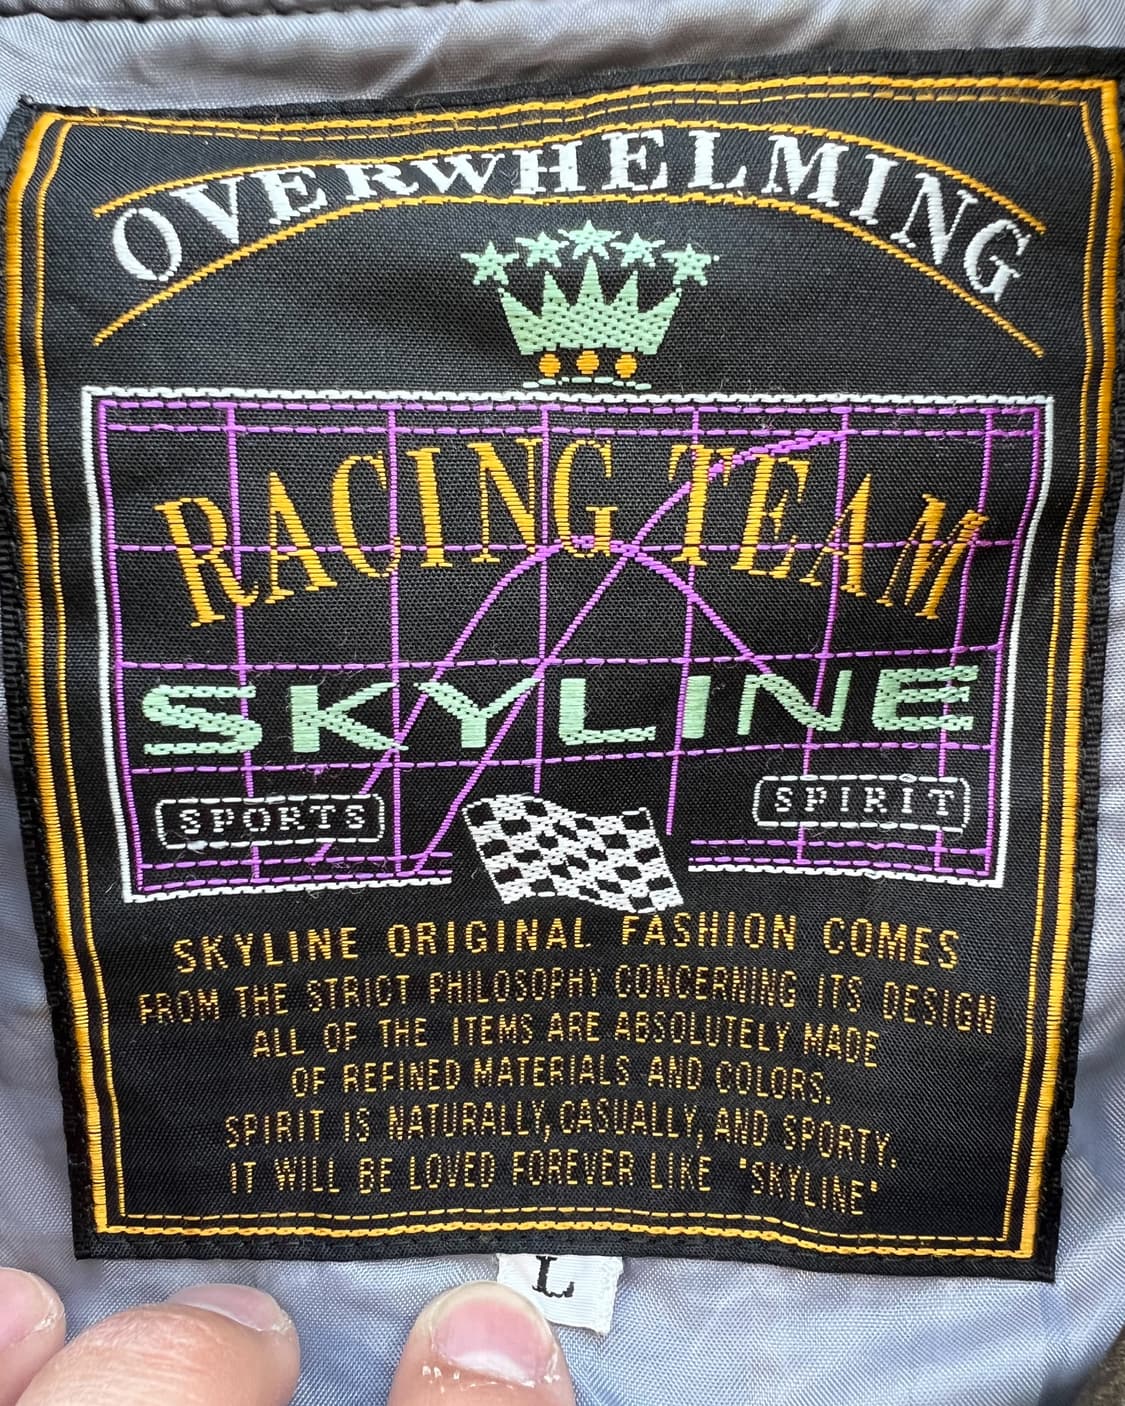 OVERWHELMING
RACING TEAM
SKYLINE
SPORTS
SPIRIT
SKYLINE ORIGINAL FASHION COMES
FROM THE STRICT PHILOSOPHY CONCERNING ITS DESIGN
ALL OF THE ITEMS ARE ABSOLUTELY MADE
OF REFINED MATERIALS AND COLORS.
SPIRIT IS NATURALLY, CASUALLY, AND SPORTY.
IT WILL BE LOVED FOREVER LIKE "SKYLINE"
L